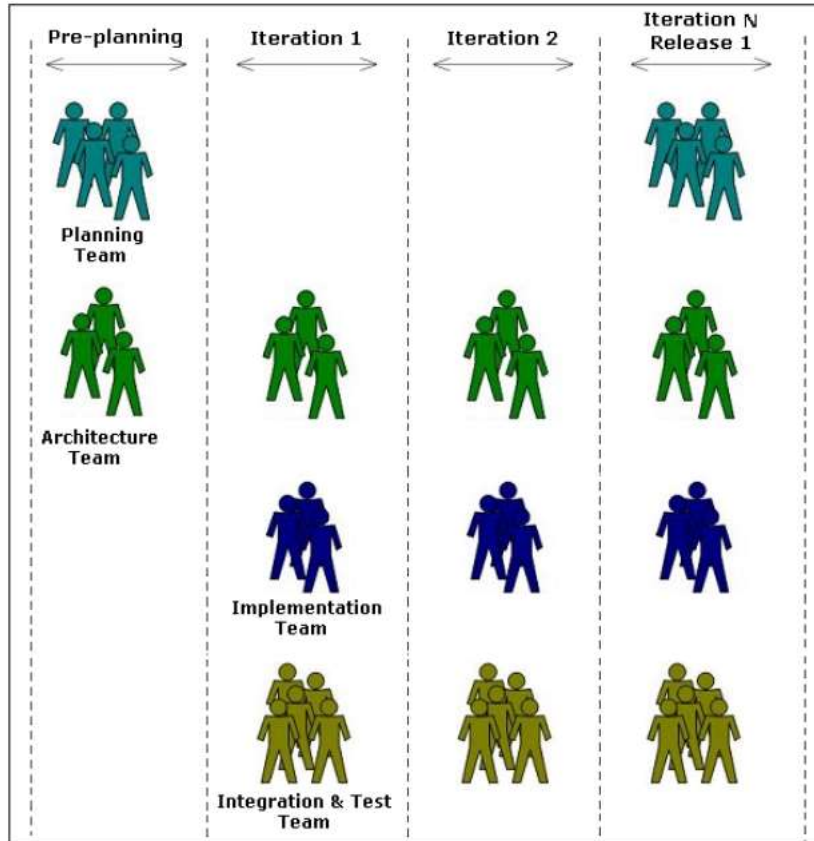 Pre-planning
Iteration 1
Iteration 2
Iteration N
Release 1
Planning
Team
Architecture
Team
Implementation
Team
Integration & Test
Team